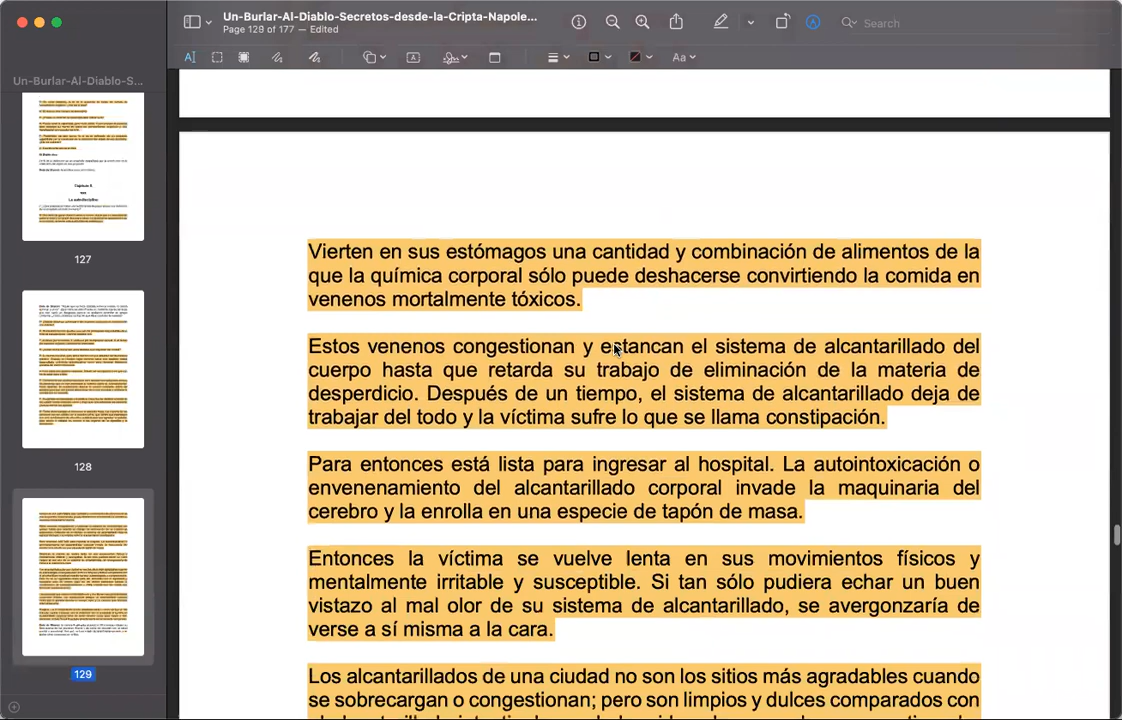 Un-Burlar-Al-Diablo-Secretos-desde-la-Cripta-Napole...
Page 129 of 177 — Edited
Search
Aa
Un-Burlar-Al-Diablo-S...
127
128
129
Vierten en sus estómagos una cantidad y combinación de alimentos de la
que la química corporal sólo puede deshacerse convirtiendo la comida en
venenos mortalmente tóxicos.
Estos venenos congestionan y estancan el sistema de alcantarillado del
cuerpo hasta que retarda su trabajo de eliminación de la materia de
desperdicio. Después de un tiempo, el sistema de alcantarillado deja de
trabajar del todo y la víctima sufre lo que se llama constipación.
Para entonces está lista para ingresar al hospital. La autointoxicación o
envenenamiento del alcantarillado corporal invade la maquinaria del
cerebro y la enrolla en una especie de tapón de masa.
Entonces la víctima se vuelve lenta en sus movimientos físicos y
mentalmente irritable y susceptible. Si tan sólo pudiera echar un buen
vistazo al mal olor de su sistema de alcantarillado, se avergonzaría de
verse a sí misma a la cara.
Los alcantarillados de una ciudad no son los sitios más agradables cuando
se sobrecargan o congestionan; pero son limpios y dulces comparados con